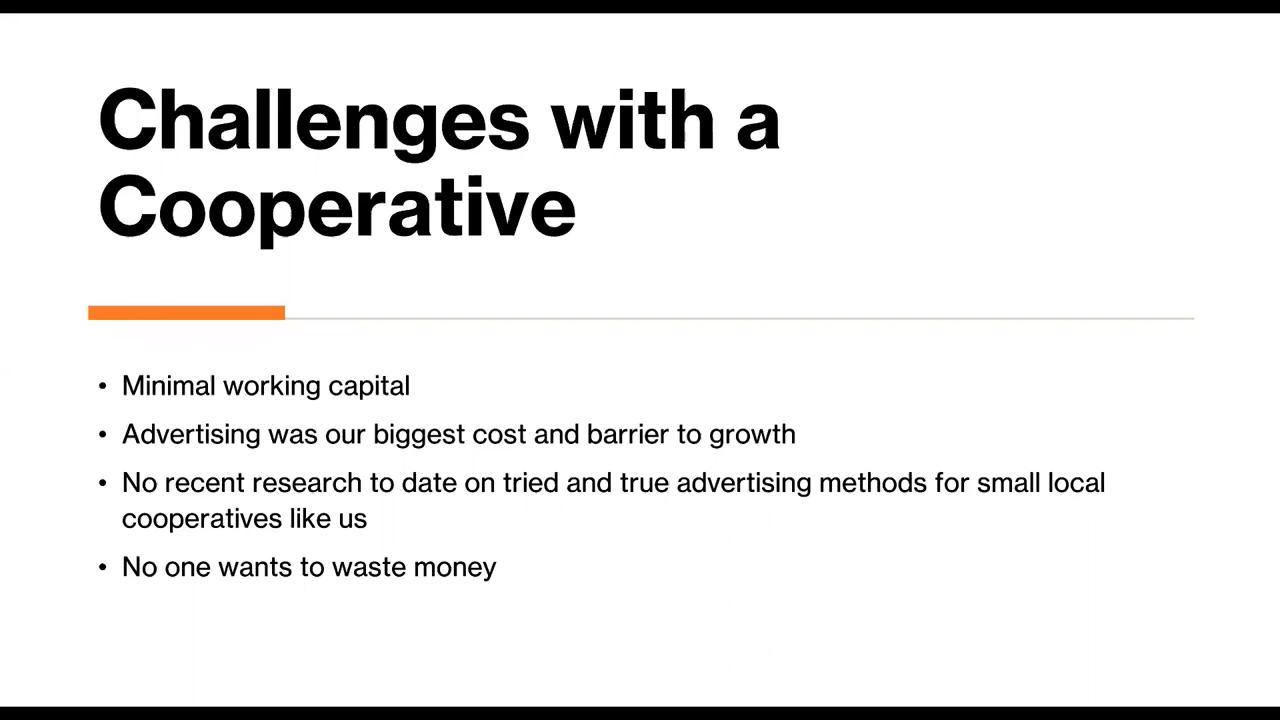 Challenges with a
Cooperative
• Minimal working capital
• Advertising was our biggest cost and barrier to growth
• No recent research to date on tried and true advertising methods for small local
cooperatives like us
• No one wants to waste money